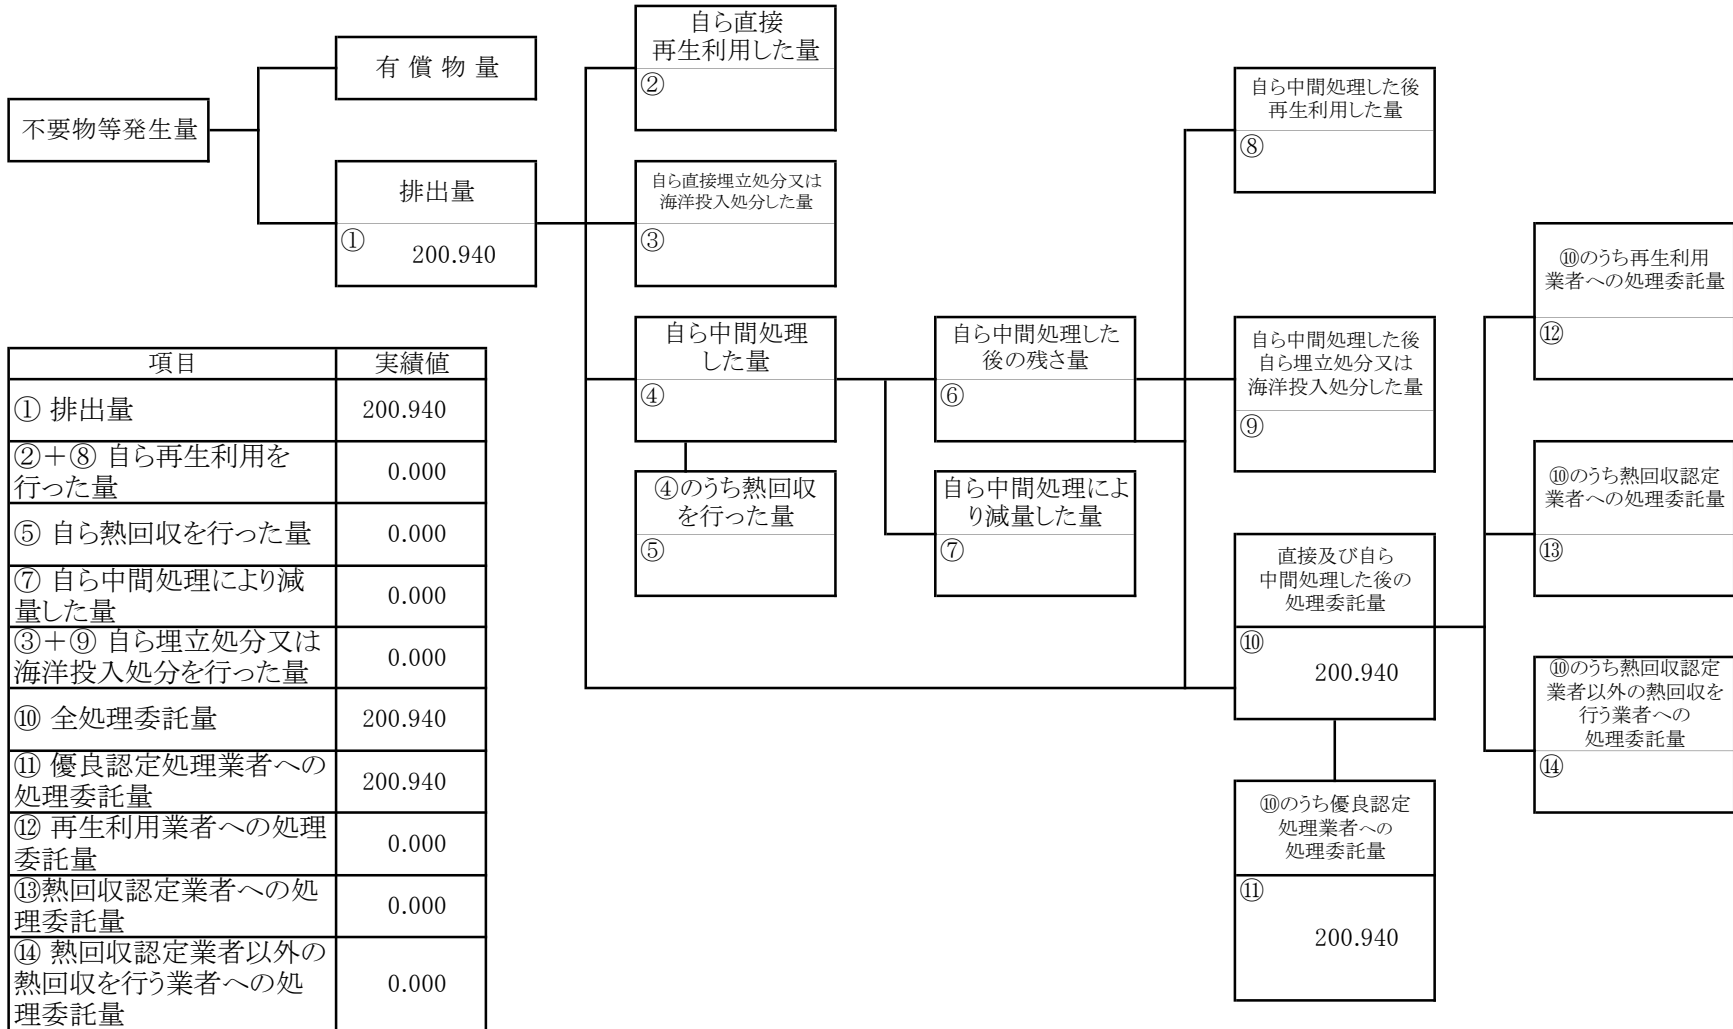 不要物等発生量
有 償 物 量
排出量
①
200.940
自ら直接
再生利用した量
②
自ら直接埋立処分又は
海洋投入処分した量
③
自ら中間処理
した量
④
④のうち熱回収
を行った量
⑤
自ら中間処理した
後の残さ量
⑥
自ら中間処理によ
り減量した量
⑦
自ら中間処理した後
再生利用した量
⑧
自ら中間処理した後
自ら埋立処分又は
海洋投入処分した量
⑨
直接及び自ら
中間処理した後の
処理委託量
⑩
200.940
⑩のうち優良認定
処理業者への
処理委託量
⑪
200.940
⑩のうち再生利用
業者への処理委託量
⑫
⑩のうち熱回収認定
業者への処理委託量
⑬
⑩のうち熱回収認定
業者以外の熱回収を
行う業者への
処理委託量
⑭
項目 実績値
① 排出量 200.940
②＋⑧ 自ら再生利用を
行った量 0.000
⑤ 自ら熱回収を行った量 0.000
⑦ 自ら中間処理により減
量した量 0.000
③＋⑨ 自ら埋立処分又は
海洋投入処分を行った量 0.000
⑩ 全処理委託量 200.940
⑪ 優良認定処理業者への
処理委託量 200.940
⑫ 再生利用業者への処理
委託量 0.000
⑬熱回収認定業者への処
理委託量 0.000
⑭ 熱回収認定業者以外の
熱回収を行う業者への処
理委託量 0.000